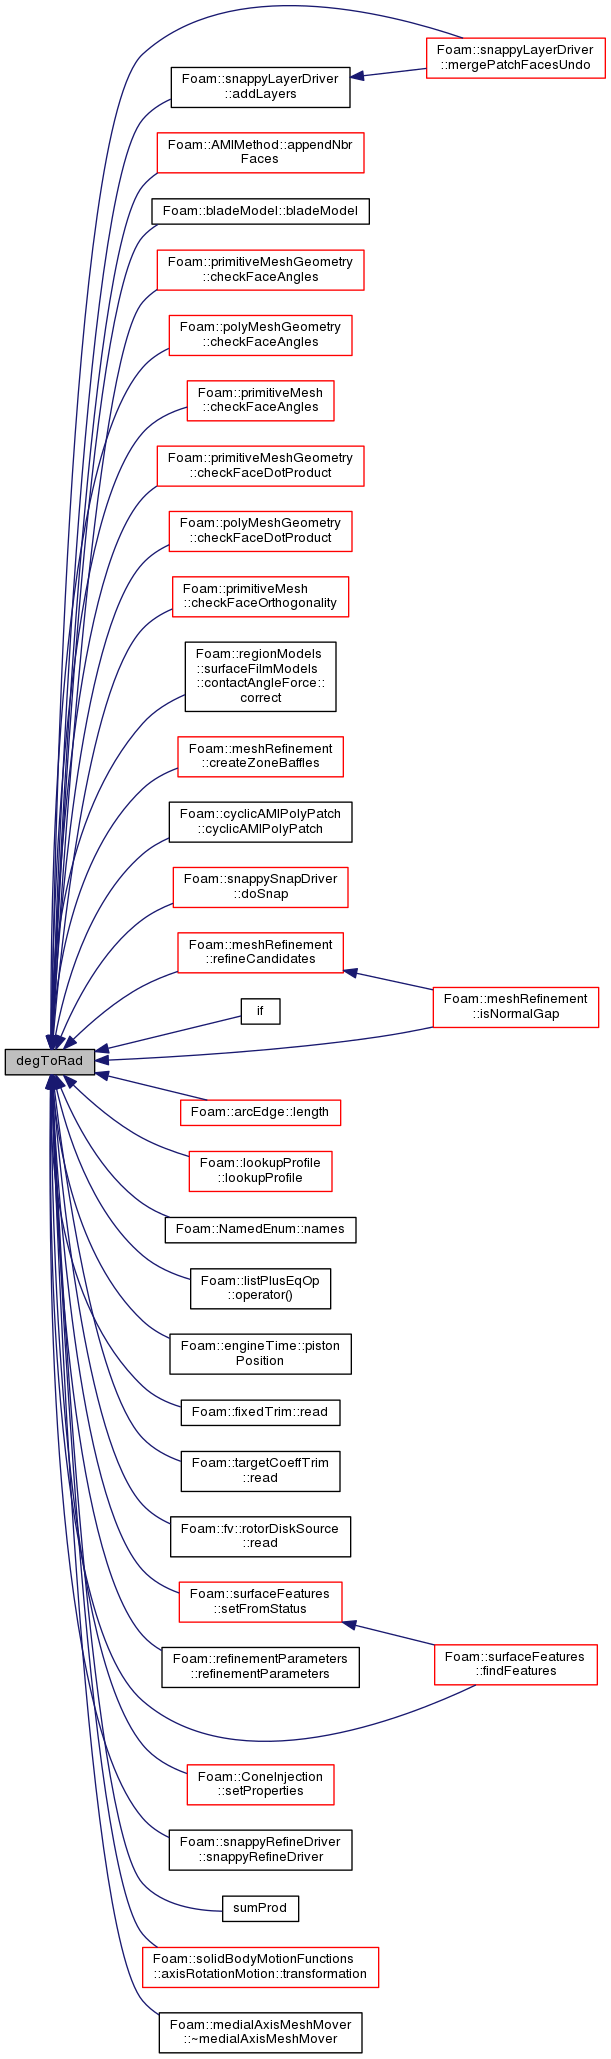 Foam::snappyLayerDriver
::mergePatchFacesUndo
Foam::snappyLayerDriver
::addLayers
Foam::AMIMethod::appendNbr
Faces
Foam::bladeModel::bladeModel
Foam::primitiveMeshGeometry
::checkFaceAngles
Foam::polyMeshGeometry
::checkFaceAngles
Foam::primitiveMesh
::checkFaceAngles
Foam::primitiveMeshGeometry
::checkFaceDotProduct
Foam::polyMeshGeometry
::checkFaceDotProduct
Foam::primitiveMesh
::checkFaceOrthogonality
Foam::regionModels
::surfaceFilmModels
::contactAngleForce::
correct
Foam::meshRefinement
::createZoneBaffles
Foam::cyclicAMIPolyPatch
::cyclicAMIPolyPatch
Foam::snappySnapDriver
::doSnap
Foam::meshRefinement
::refineCandidates
Foam::meshRefinement
::isNormalGap
if
degToRad
Foam::arcEdge::length
Foam::lookupProfile
::lookupProfile
Foam::NamedEnum::names
Foam::listPlusEqOp
::operator()
Foam::engineTime::piston
Position
Foam::fixedTrim::read
Foam::targetCoeffTrim
::read
Foam::fv::rotorDiskSource
::read
Foam::surfaceFeatures
::setFromStatus
Foam::refinementParameters
::refinementParameters
Foam::surfaceFeatures
::findFeatures
Foam::ConeInjection
::setProperties
Foam::snappyRefineDriver
::snappyRefineDriver
sumProd
Foam::solidBodyMotionFunctions
::axisRotationMotion::transformation
Foam::medialAxisMeshMover
::~medialAxisMeshMover